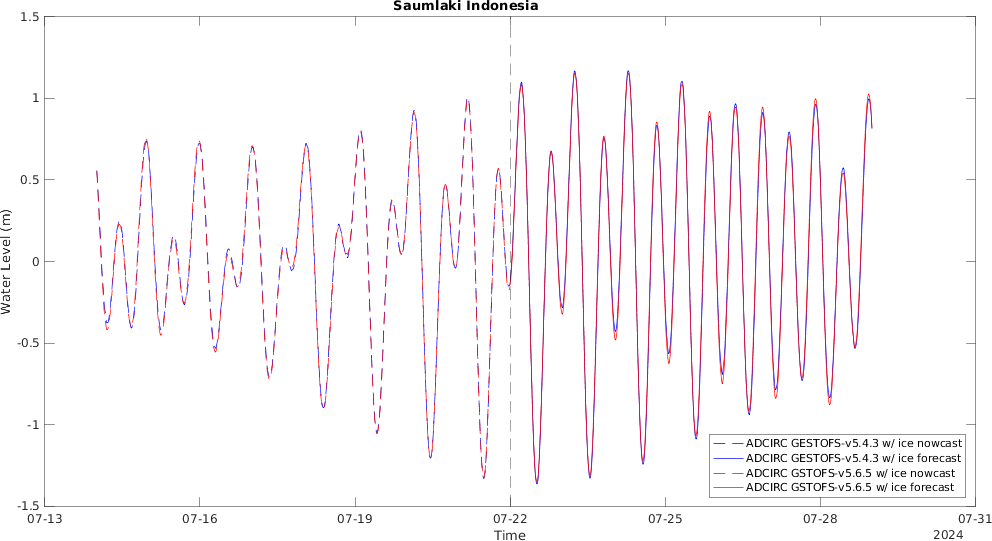 Saumlaki Indonesia
1.5
1
0.5
0
-0.5
-1
-1.5
Water Level (m)
07-13
07-16
07-19
07-22
07-25
07-28
07-31
Time
2024
ADCIRC GESTOFS-v5.4.3 w/ ice nowcast
ADCIRC GESTOFS-v5.4.3 w/ ice forecast
ADCIRC GSTOFS-v5.6.5 w/ ice nowcast
ADCIRC GSTOFS-v5.6.5 w/ ice forecast